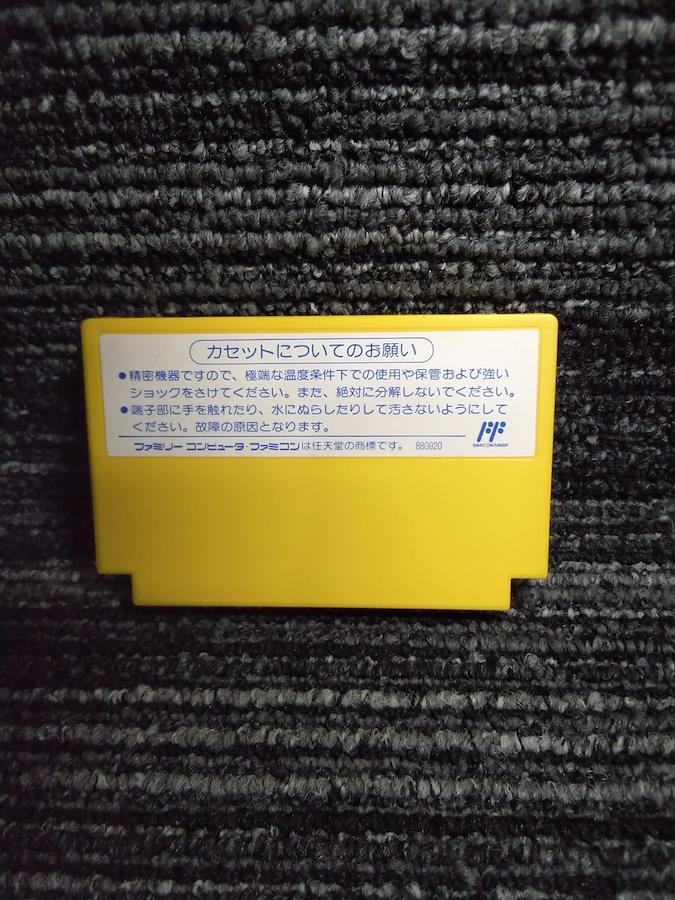 カセットについてのお願い
●精密機器ですので、極端な温度条件下での使用や保管および強い
ショックをさけてください。また、絶対に分解しないでください。
●端子部に手を触れたり、水にぬらしたりして汚さないようにして
ください。故障の原因となります。
ファミリーコンピュータ・ファミコンは任天堂の商標です。 880920
FAMICOM FAMILY